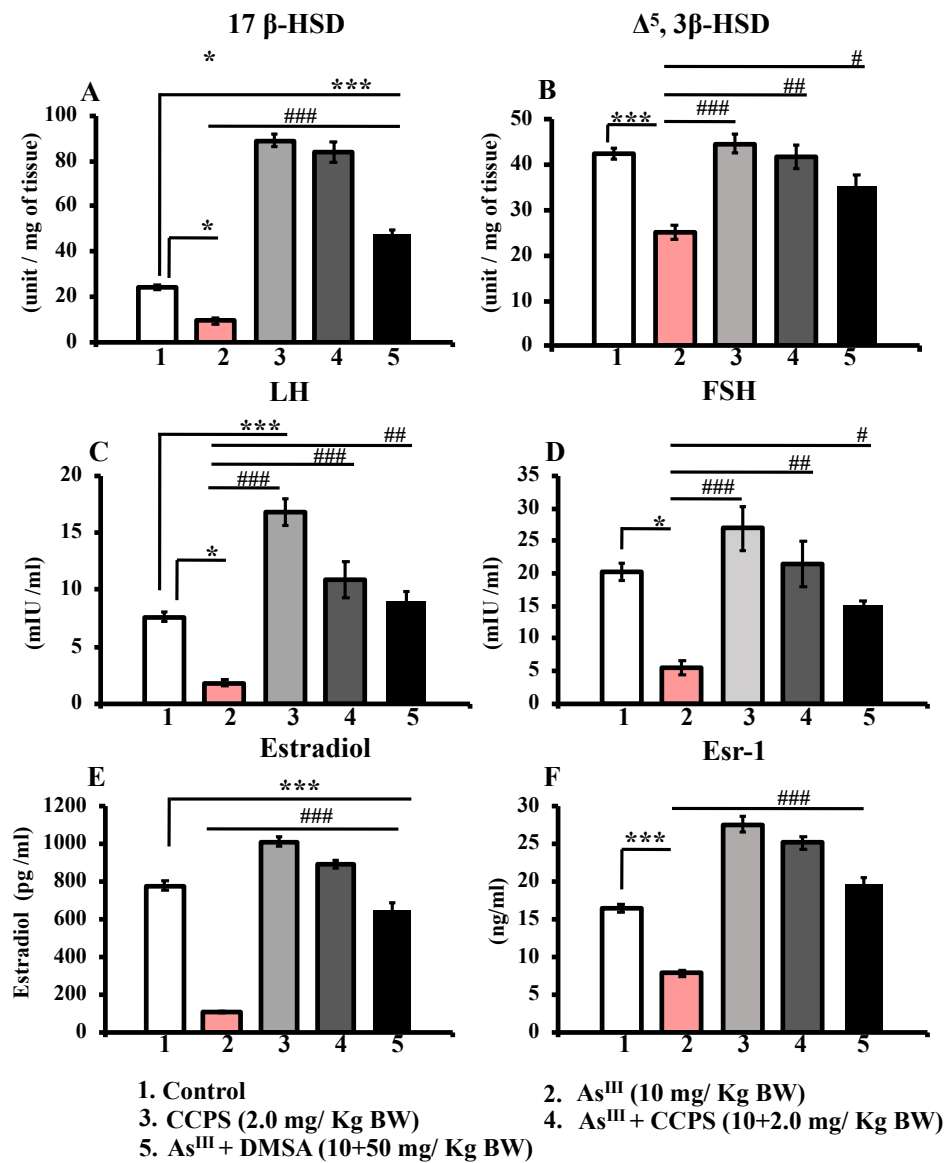 17 β-HSD
Δ⁵, 3β-HSD
*
A
***
###
100
80
60
40
20
0
(unit / mg of tissue)
*
1 2 3 4 5
B
#
##
###
***
50
40
30
20
10
0
(unit / mg of tissue)
1 2 3 4 5
LH
FSH
C
***
##
###
###
20
15
10
5
0
(mIU /ml)
*
1 2 3 4 5
D
#
##
###
*
35
30
25
20
15
10
5
0
(mIU /ml)
1 2 3 4 5
Estradiol
Esr-1
E
***
###
1200
1000
800
600
400
200
0
Estradiol (pg /ml)
1 2 3 4 5
F
###
***
30
25
20
15
10
5
0
(ng/ml)
1 2 3 4 5
1. Control
2. Asᴵᴵᴵ (10 mg/ Kg BW)
3 CCPS (2.0 mg/ Kg BW)
4 Asᴵᴵᴵ + CCPS (10+2.0 mg/ Kg BW)
5. Asᴵᴵᴵ + DMSA (10+50 mg/ Kg BW)